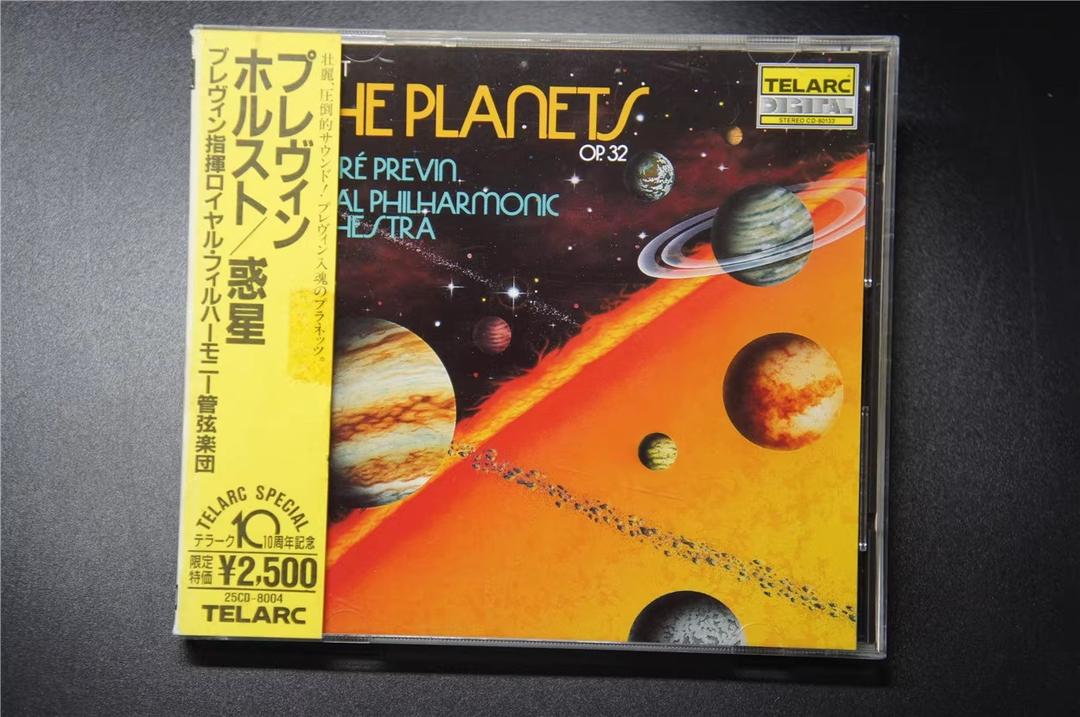 壮麗、圧倒的サウンド!プレヴィン入魂のプラネッツ。
プレヴィン
ホルスト/惑星
プレヴィン指揮ロイヤル・フィルハーモニー管弦楽団
TELARC SPECIAL
10
テラーク 10周年記念
限定
特価 ¥2,500
25CD-8004
TELARC
T
HE PLANETS
OP. 32
RÉ PREVIN
AL PHILHARMONIC
HESTRA
TELARC
DIGITAL
STEREO CD-80133